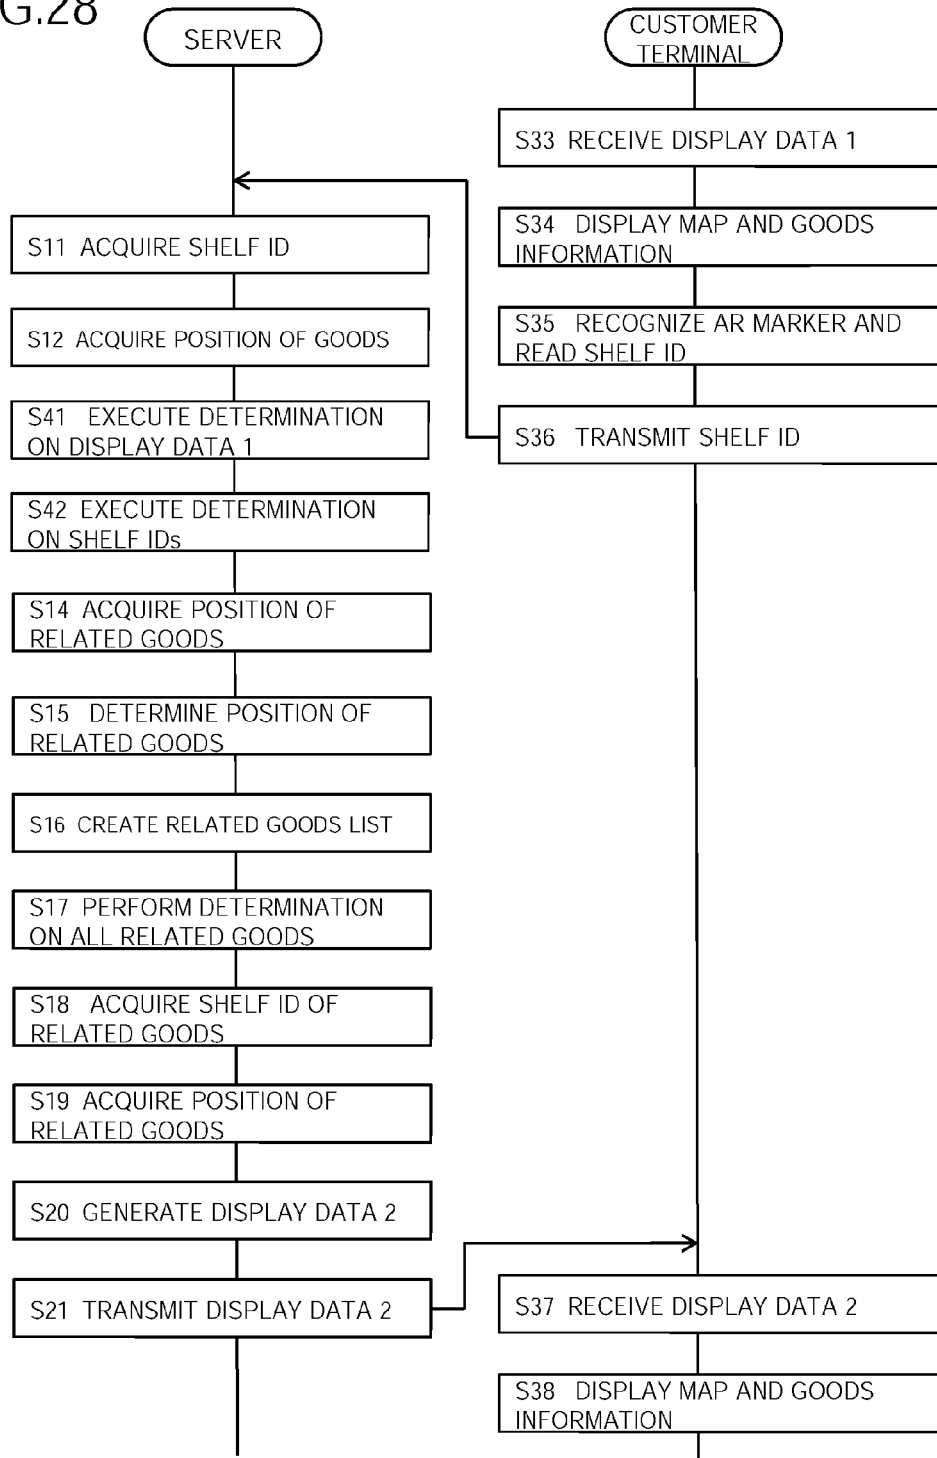 G.28
SERVER
CUSTOMER
TERMINAL
S33 RECEIVE DISPLAY DATA 1
S34 DISPLAY MAP AND GOODS
INFORMATION
S11 ACQUIRE SHELF ID
S35 RECOGNIZE AR MARKER AND
READ SHELF ID
S12 ACQUIRE POSITION OF GOODS
S41 EXECUTE DETERMINATION
ON DISPLAY DATA 1
S36 TRANSMIT SHELF ID
S42 EXECUTE DETERMINATION
ON SHELF IDs
S14 ACQUIRE POSITION OF
RELATED GOODS
S15 DETERMINE POSITION OF
RELATED GOODS
S16 CREATE RELATED GOODS LIST
S17 PERFORM DETERMINATION
ON ALL RELATED GOODS
S18 ACQUIRE SHELF ID OF
RELATED GOODS
S19 ACQUIRE POSITION OF
RELATED GOODS
S20 GENERATE DISPLAY DATA 2
S21 TRANSMIT DISPLAY DATA 2
S37 RECEIVE DISPLAY DATA 2
S38 DISPLAY MAP AND GOODS
INFORMATION